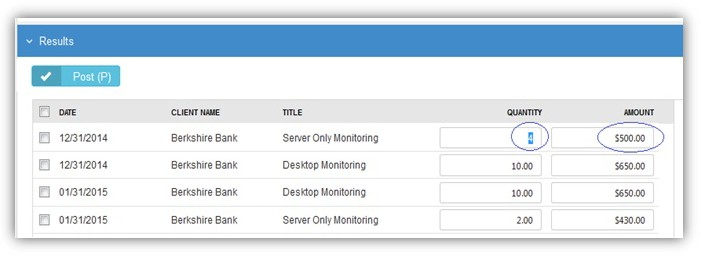 Results
Post (P)
DATE CLIENT NAME TITLE QUANTITY AMOUNT
12/31/2014 Berkshire Bank Server Only Monitoring 4 $500.00
12/31/2014 Berkshire Bank Desktop Monitoring 10.00 $650.00
01/31/2015 Berkshire Bank Desktop Monitoring 10.00 $650.00
01/31/2015 Berkshire Bank Server Only Monitoring 2.00 $430.00